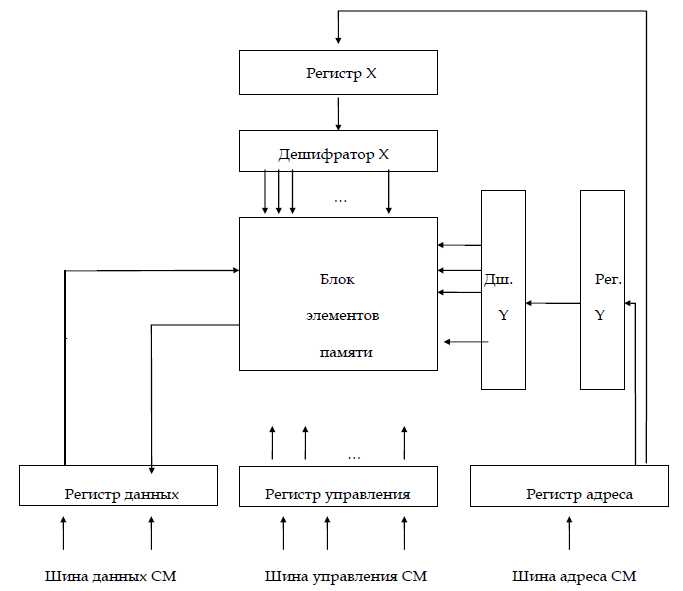 Регистр X
Дешифратор X
...
Блок
элементов
памяти
Дш.
Y
Рег.
Y
...
Регистр данных
Регистр управления
Регистр адреса
Шина данных СМ
Шина управления СМ
Шина адреса СМ